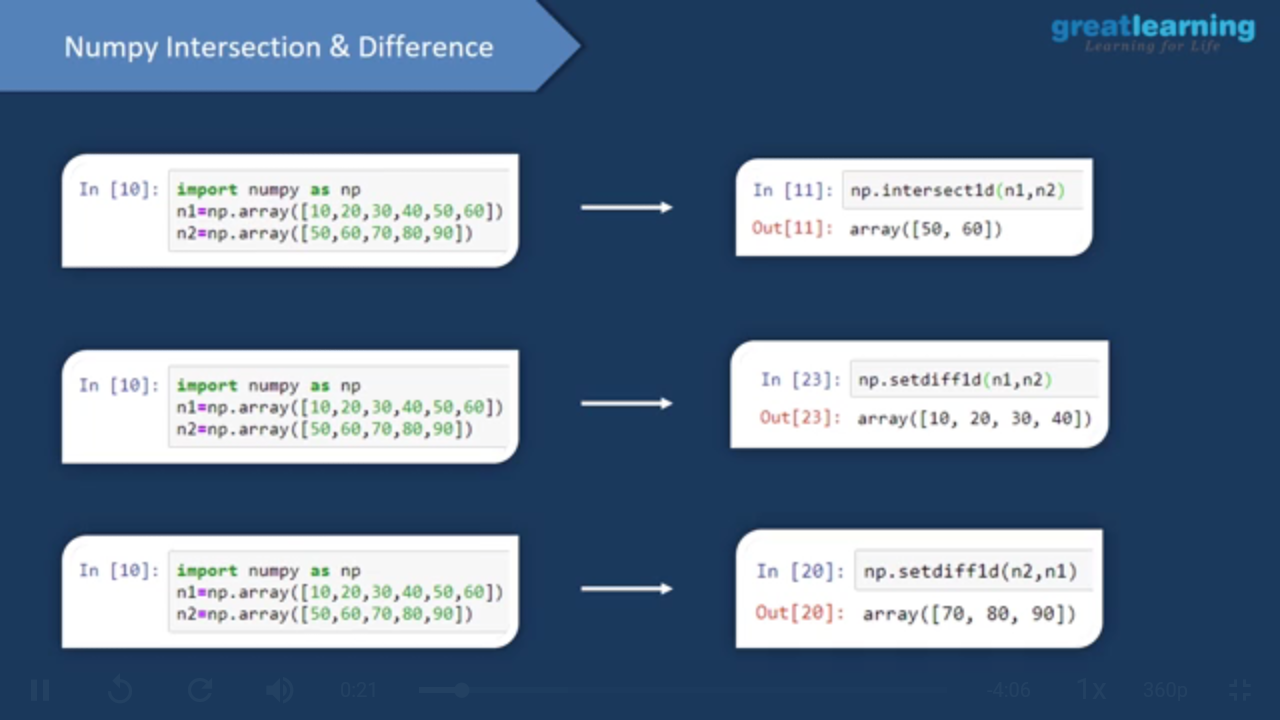 Numpy Intersection & Difference
greatlearning
Learning for Life
In [10]: import numpy as np
n1=np.array([10,20,30,40,50,60])
n2=np.array([50,60,70,80,90])
In [11]: np.intersect1d(n1,n2)
Out[11]: array([50, 60])
In [10]: import numpy as np
n1=np.array([10,20,30,40,50,60])
n2=np.array([50,60,70,80,90])
In [23]: np.setdiff1d(n1,n2)
Out[23]: array([10, 20, 30, 40])
In [10]: import numpy as np
n1=np.array([10,20,30,40,50,60])
n2=np.array([50,60,70,80,90])
In [20]: np.setdiff1d(n2,n1)
Out[20]: array([70, 80, 90])
0:21 -4:06 1x 360p